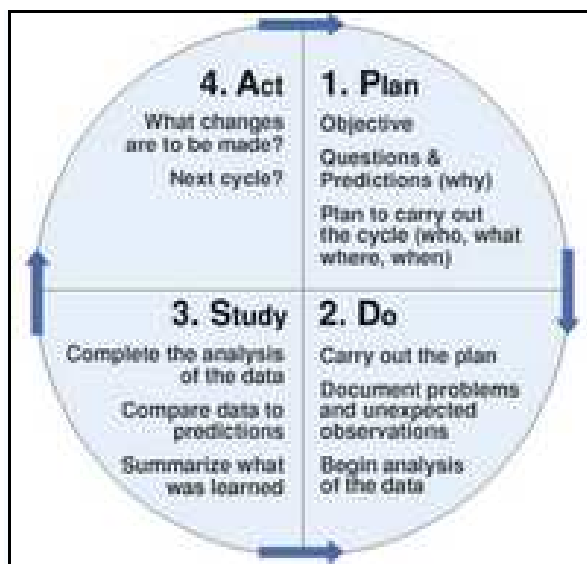 4. Act
What changes
are to be made?
Next cycle?
1. Plan
Objective
Questions &
Predictions (why)
Plan to carry out
the cycle (who, what
where, when)
2. Do
Carry out the plan
Document problems
and unexpected
observations
Begin analysis
of the data
3. Study
Complete the analysis
of the data
Compare data to
predictions
Summarize what
was learned